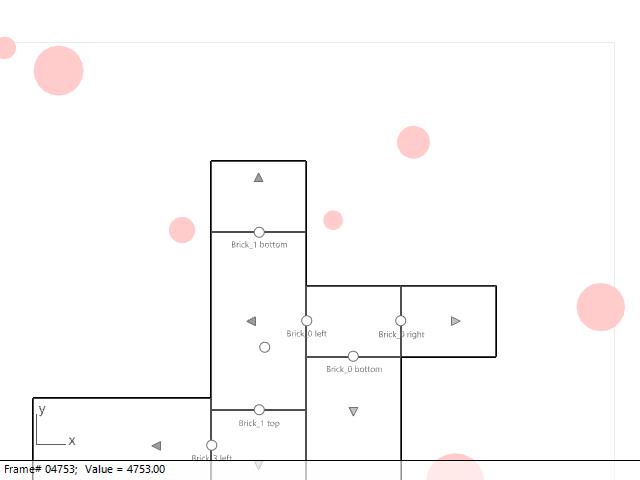 Brick_1 bottom
Brick_0 left
Brick_0 right
Brick_0 bottom
y
Brick_1 top
x
Brick_3 left
Frame# 04753;  Value = 4753.00